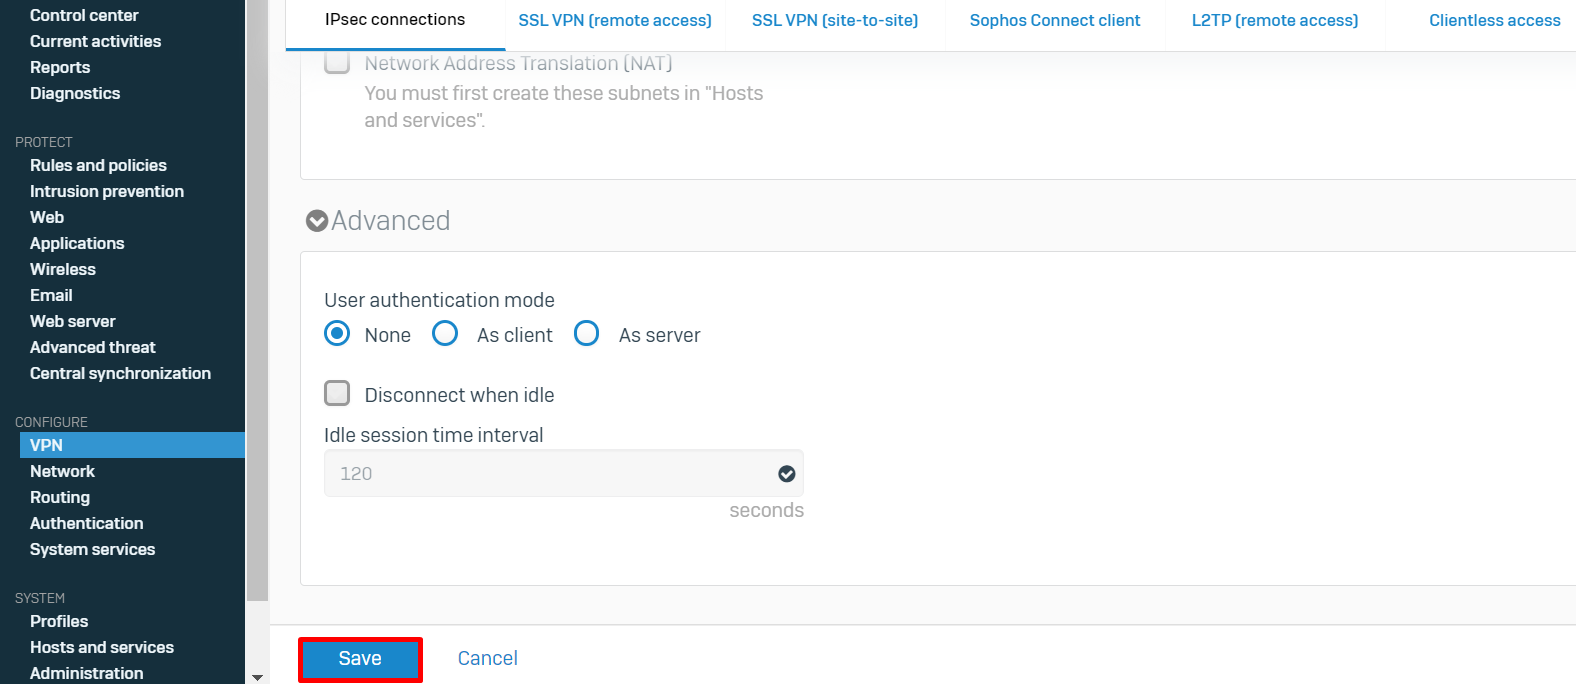 Control center
Current activities
Reports
Diagnostics
PROTECT
Rules and policies
Intrusion prevention
Web
Applications
Wireless
Email
Web server
Advanced threat
Central synchronization
CONFIGURE
VPN
Network
Routing
Authentication
System services
SYSTEM
Profiles
Hosts and services
Administration
IPsec connections
SSL VPN (remote access)
SSL VPN (site-to-site)
Sophos Connect client
L2TP (remote access)
Clientless access
Network Address Translation (NAT)
You must first create these subnets in "Hosts
and services".
Advanced
User authentication mode
None
As client
As server
Disconnect when idle
Idle session time interval
120
seconds
Save
Cancel